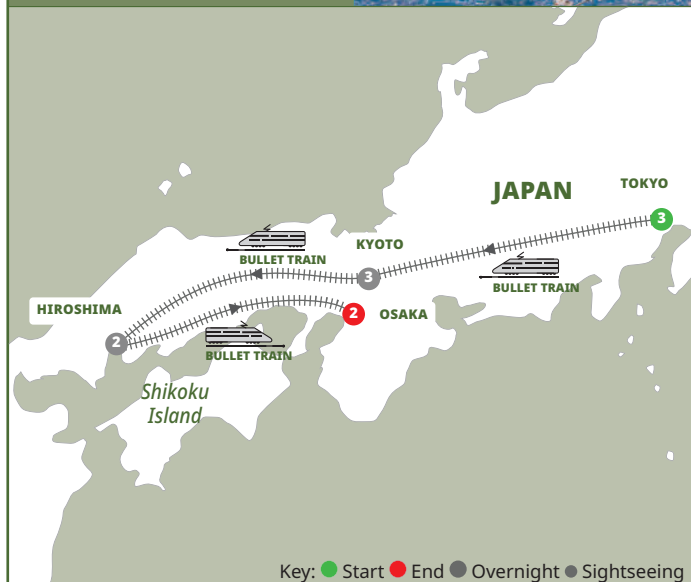 JAPAN
TOKYO
3
KYOTO
BULLET TRAIN
3
BULLET TRAIN
HIROSHIMA
2
OSAKA
2
BULLET TRAIN
Shikoku
Island
Key: Start End Overnight Sightseeing